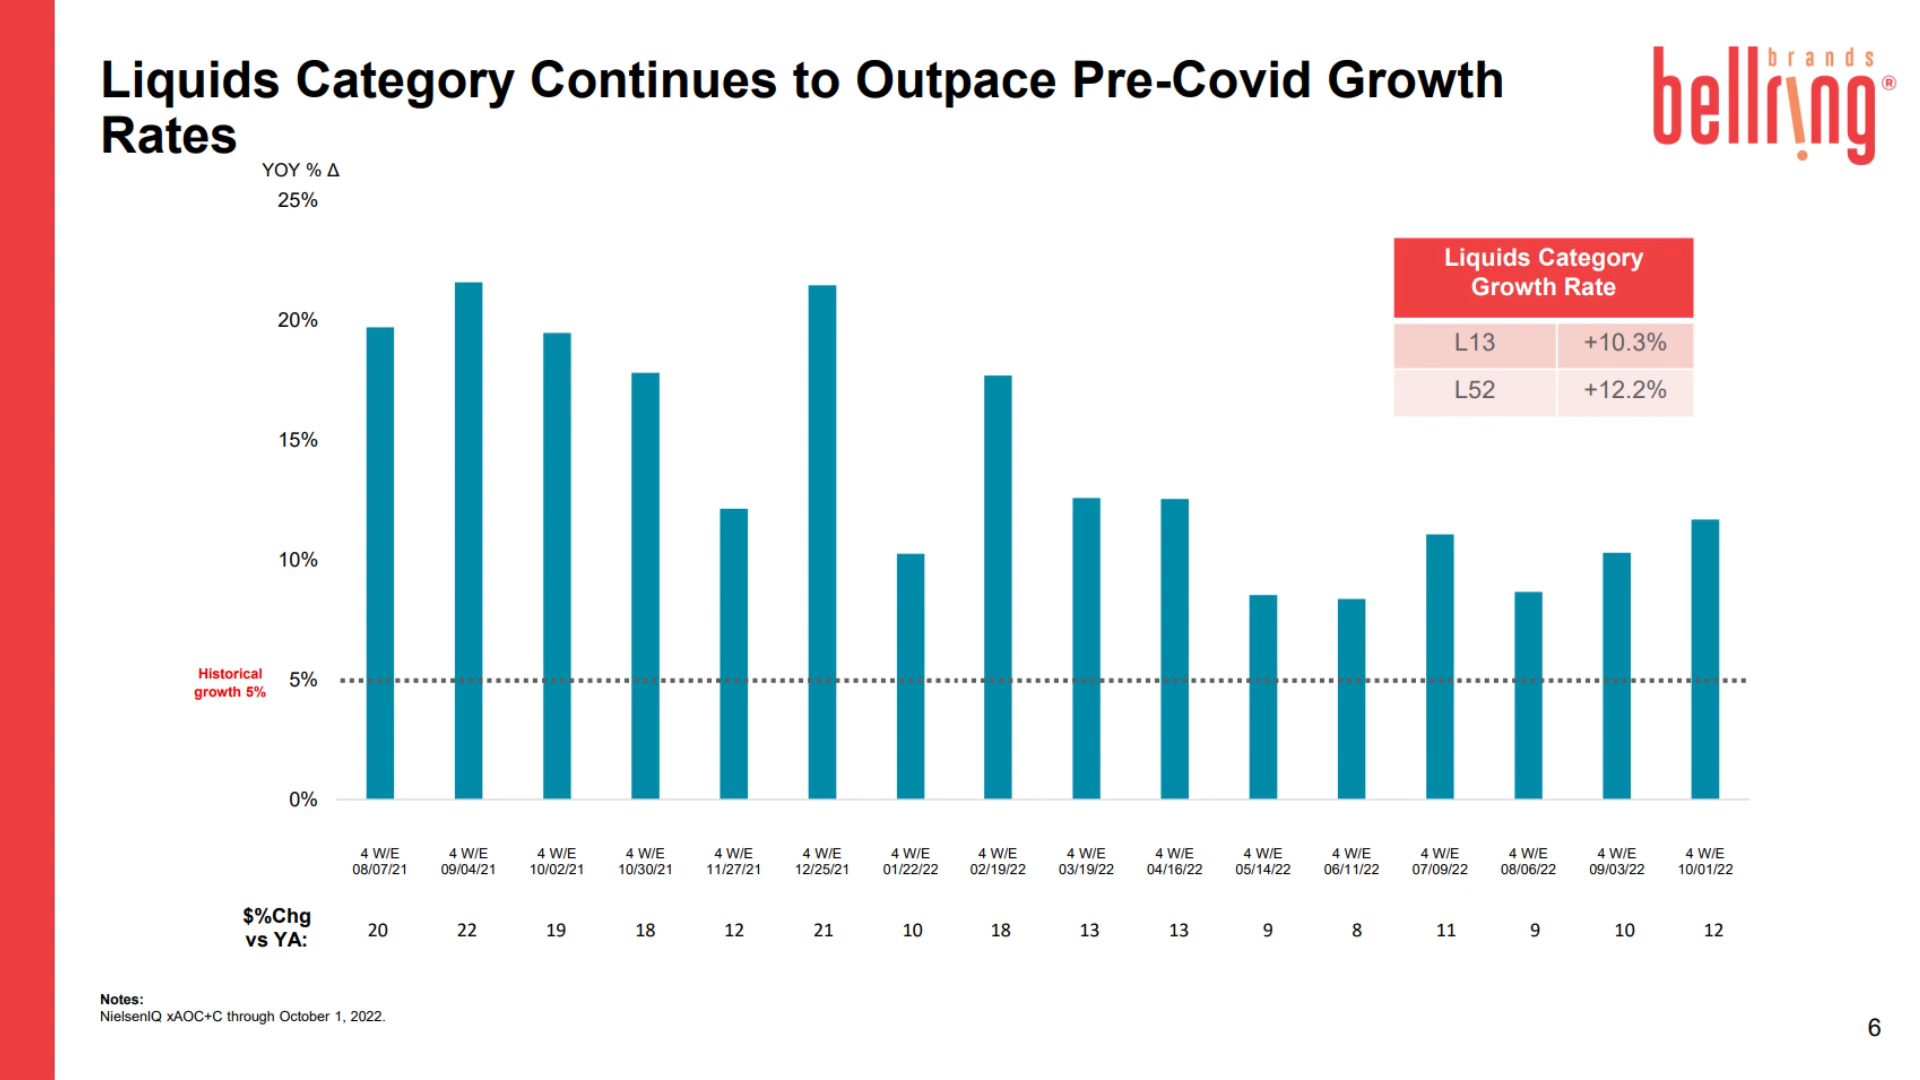 Liquids Category Continues to Outpace Pre-Covid Growth
Rates
brands
bellring®
YOY % Δ
25%
20%
15%
10%
5%
0%
Historical
growth 5%
Liquids Category
Growth Rate
L13 +10.3%
L52 +12.2%
4 W/E 4 W/E 4 W/E 4 W/E 4 W/E 4 W/E 4 W/E 4 W/E 4 W/E 4 W/E 4 W/E 4 W/E 4 W/E 4 W/E 4 W/E 4 W/E
08/07/21 09/04/21 10/02/21 10/30/21 11/27/21 12/25/21 01/22/22 02/19/22 03/19/22 04/16/22 05/14/22 06/11/22 07/09/22 08/06/22 09/03/22 10/01/22
$%Chg
vs YA:
20 22 19 18 12 21 10 18 13 13 9 8 11 9 10 12
Notes:
NielsenIQ xAOC+C through October 1, 2022.
6